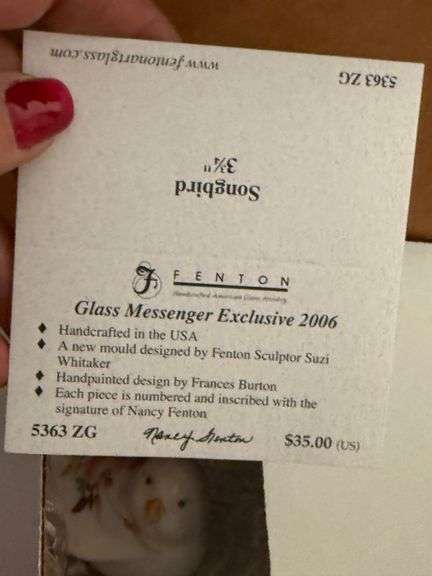 www.fentonartglass.com
5363 ZG
Songbird
3¾"
F FENTON
Handcrafted American Glass Artistry
Glass Messenger Exclusive 2006
♦ Handcrafted in the USA
♦ A new mould designed by Fenton Sculptor Suzi
Whitaker
♦ Handpainted design by Frances Burton
♦ Each piece is numbered and inscribed with the
signature of Nancy Fenton
5363 ZG Nancy Fenton $35.00 (US)